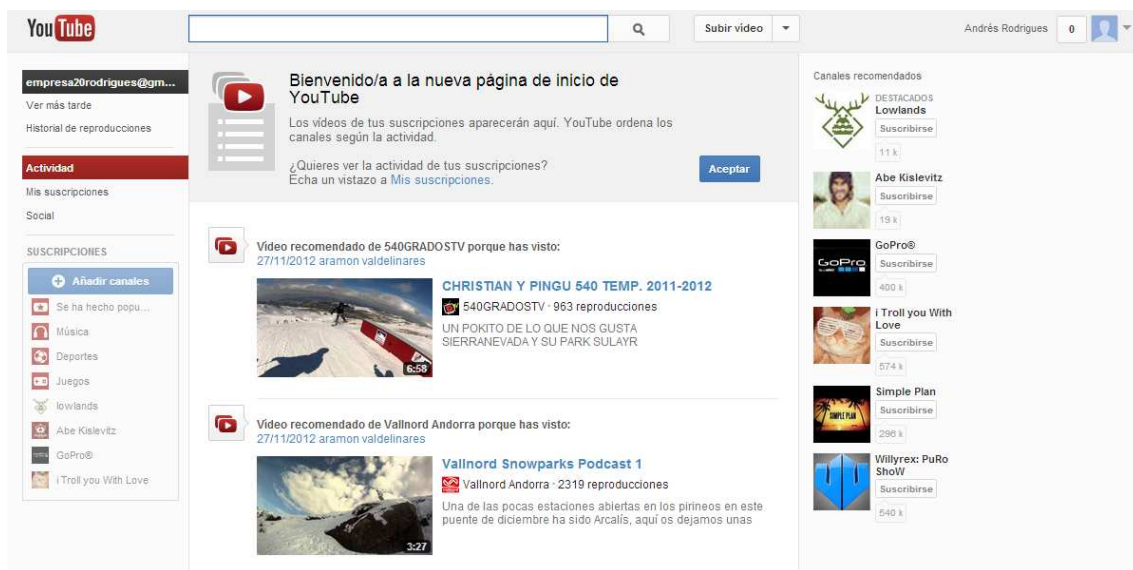 YouTube
Subir vídeo
Andrés Rodrigues
0
empresa20rodrigues@gm...
Ver más tarde
Historial de reproducciones
Actividad
Mis suscripciones
Social
SUSCRIPCIONES
Añadir canales
Se ha hecho popu...
Música
Deportes
Juegos
lowlands
Abe Kislevitz
GoPro®
i Troll you With Love
Bienvenido/a a la nueva página de inicio de
YouTube
Los vídeos de tus suscripciones aparecerán aquí. YouTube ordena los
canales según la actividad.
¿Quieres ver la actividad de tus suscripciones?
Echa un vistazo a Mis suscripciones.
Aceptar
Vídeo recomendado de 540GRADOSTV porque has visto:
27/11/2012 aramon valdelinares
CHRISTIAN Y PINGU 540 TEMP. 2011-2012
540GRADOSTV · 963 reproducciones
UN POKITO DE LO QUE NOS GUSTA
SIERRANEVADA Y SU PARK SULAYR
6:58
Vídeo recomendado de Vallnord Andorra porque has visto:
27/11/2012 aramon valdelinares
Vallnord Snowparks Podcast 1
Vallnord Andorra · 2319 reproducciones
Una de las pocas estaciones abiertas en los pirineos en este
puente de diciembre ha sido Arcalís, aquí os dejamos unas
3:27
Canales recomendados
DESTACADOS
Lowlands
Suscribirse
11 k
Abe Kislevitz
Suscribirse
19 k
GoPro
GoPro®
Suscribirse
400 k
i Troll you With
Love
Suscribirse
574 k
SIMPLE PLAN
Simple Plan
Suscribirse
296 k
Willyrex: PuRo
ShoW
Suscribirse
540 k